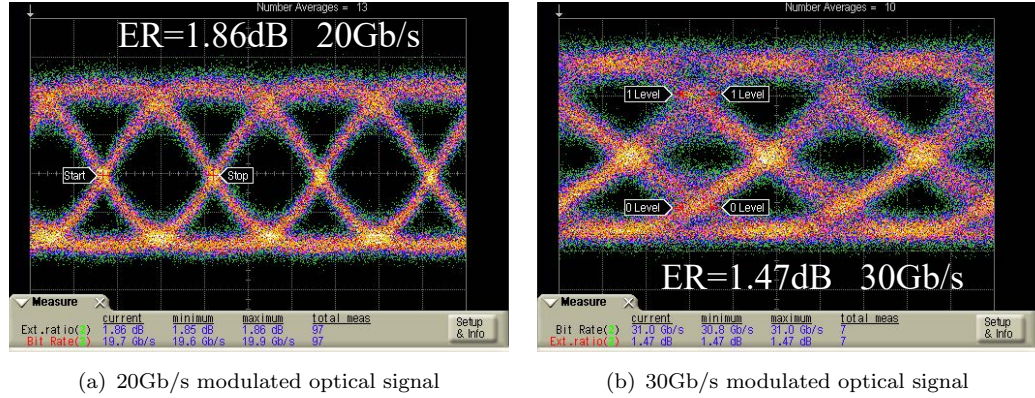 Number Averages = 13
ER=1.86dB 20Gb/s
Start
Stop
Measure
current minimum maximum total meas
Ext.ratio(2) 1.86 dB 1.85 dB 1.86 dB 97
Bit Rate(2) 19.7 Gb/s 19.6 Gb/s 19.9 Gb/s 97
Setup
& Info
(a) 20Gb/s modulated optical signal
Number Averages = 10
1 Level
1 Level
0 Level
0 Level
ER=1.47dB 30Gb/s
Measure
current minimum maximum total meas
Bit Rate(2) 31.0 Gb/s 30.8 Gb/s 31.0 Gb/s 7
Ext.ratio( ) 1.47 dB 1.47 dB 1.47 dB 7
Setup
& Info
(b) 30Gb/s modulated optical signal